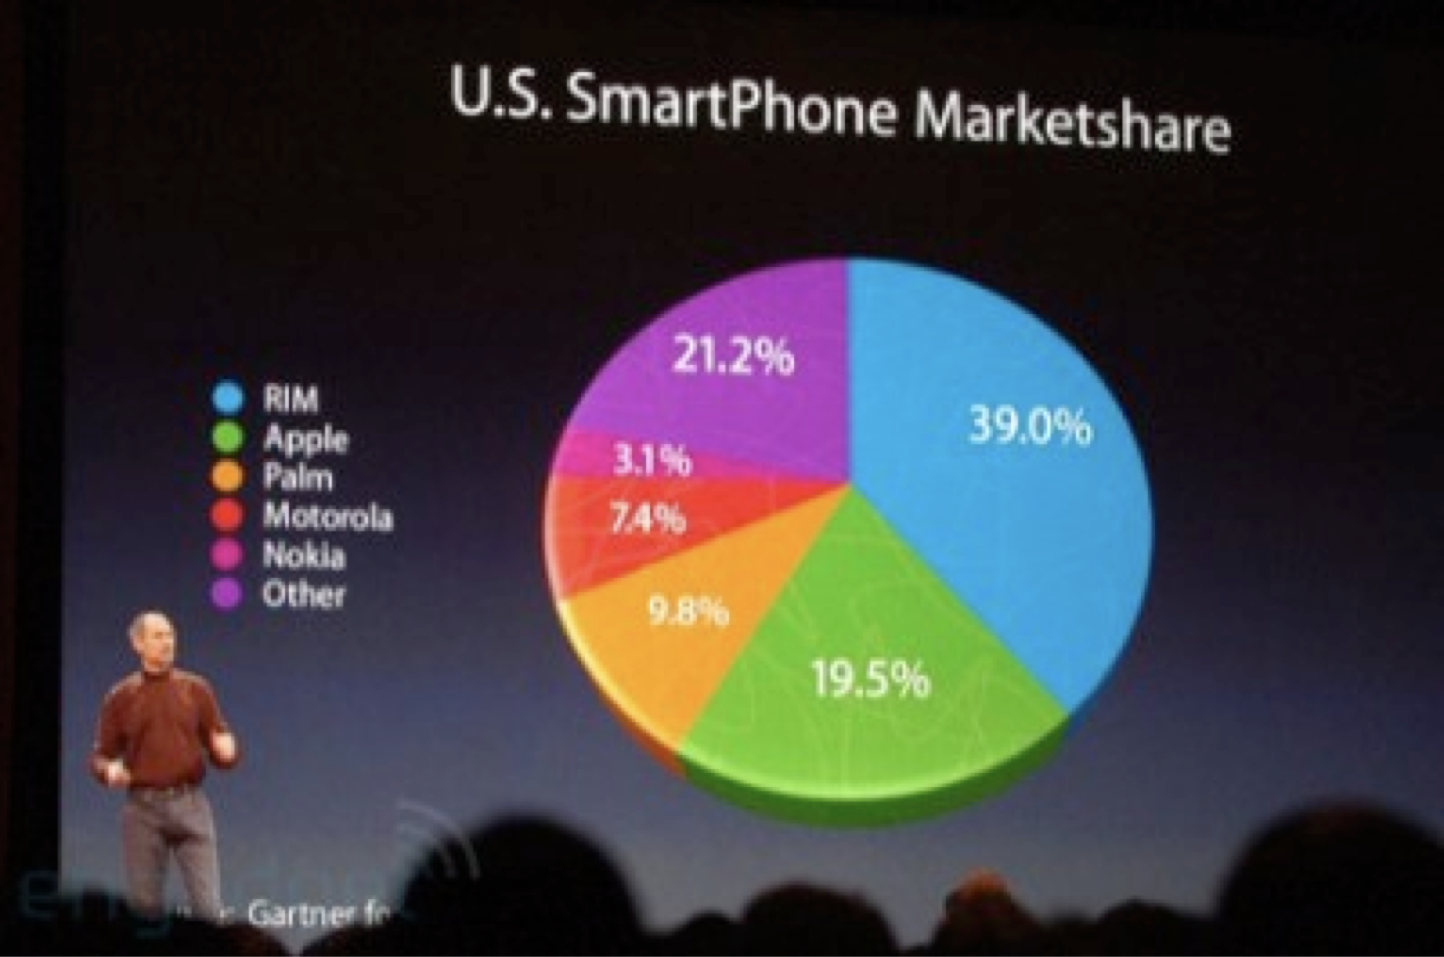 U.S. SmartPhone Marketshare
21.2%
39.0%
RIM
Apple
3.1%
Palm
Motorola
7.4%
Nokia
Other
9.8%
19.5%
Gartner